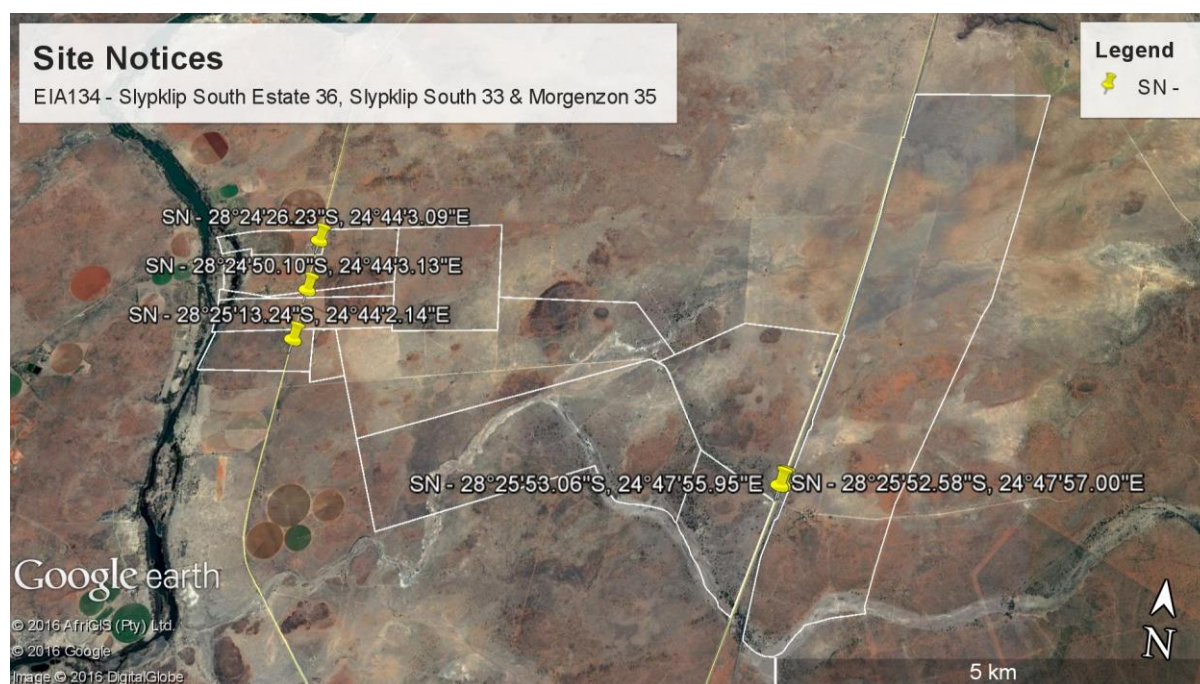 Site Notices
EIA134 - Slypklip South Estate 36, Slypklip South 33 & Morgenzon 35
Legend
SN -
SN - 28°24'26.23"S, 24°44'3.09"E
SN - 28°24'50.10"S, 24°44'3.13"E
SN - 28°25'13.24"S, 24°44'2.14"E
SN - 28°25'53.06"S, 24°47'55.95"E
SN - 28°25'52.58"S, 24°47'57.00"E
Google earth
© 2016 AfriGIS (Pty) Ltd.
© 2016 Google
Image © 2016 DigitalGlobe
N
5 km